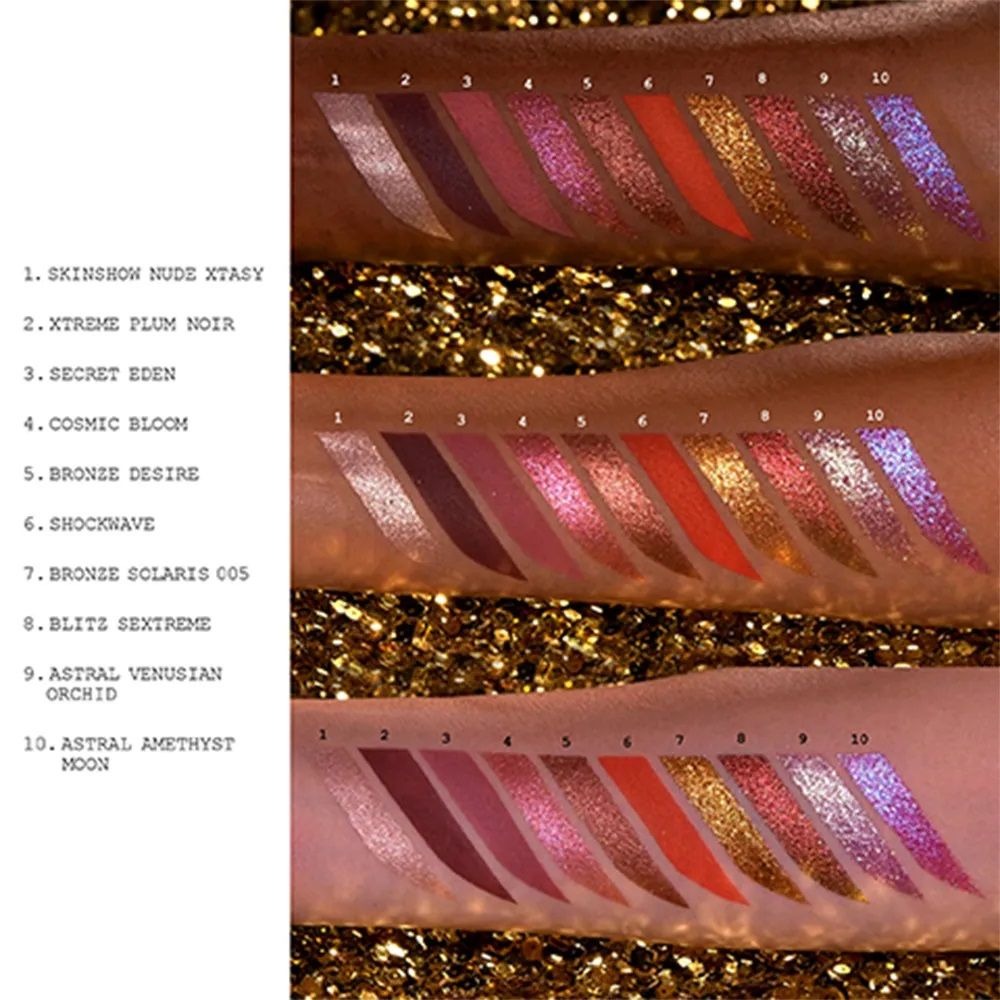 1. SKINSHOW NUDE XTASY
2. XTREME PLUM NOIR
3. SECRET EDEN
4. COSMIC BLOOM
5. BRONZE DESIRE
6. SHOCKWAVE
7. BRONZE SOLARIS 005
8. BLITZ SEXTREME
9. ASTRAL VENUSIAN
ORCHID
10. ASTRAL AMETHYST
MOON
1 2 3 4 5 6 7 8 9 10
1 2 3 4 5 6 7 8 9 10
1 2 3 4 5 6 7 8 9 10